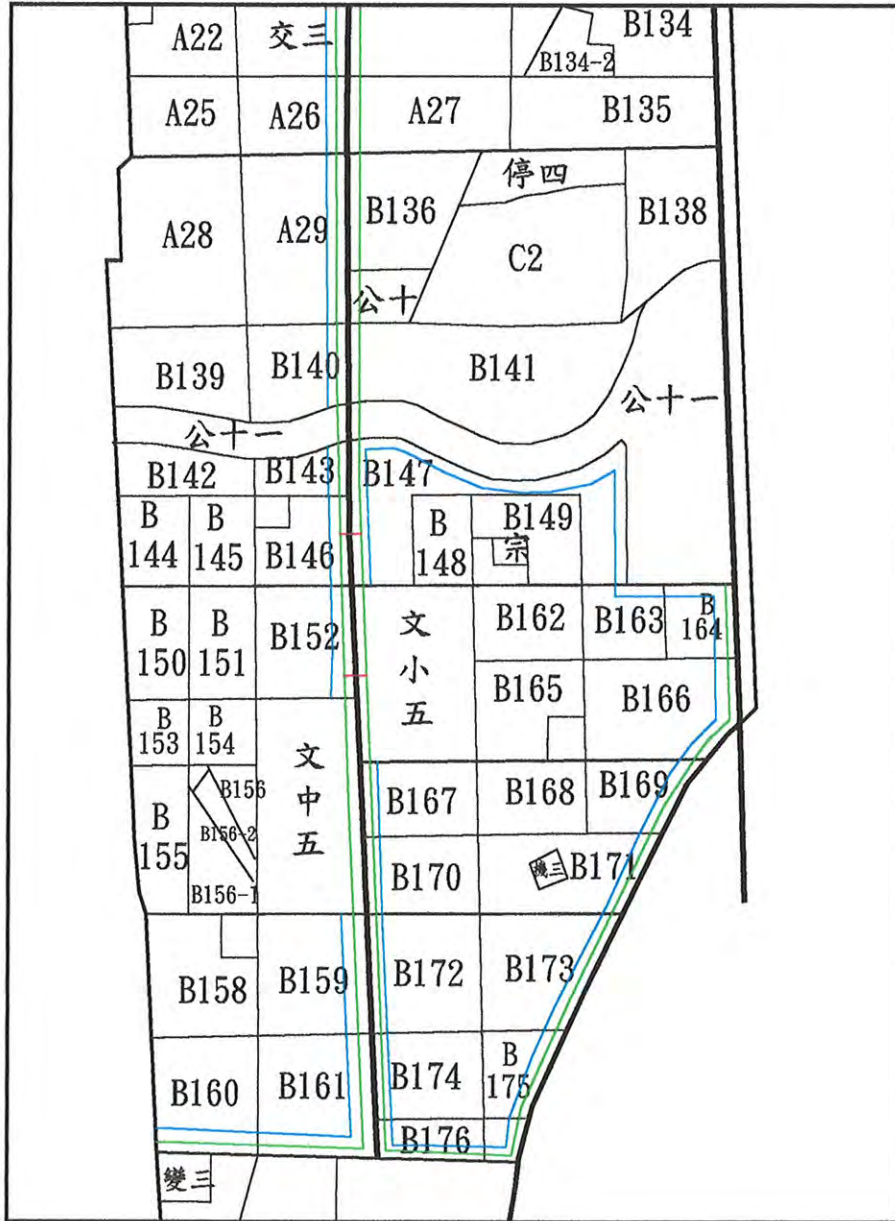 A22
交三
B134
B134-2
A25
A26
A27
B135
A28
A29
B136
停四
B138
C2
公十
B139
B140
B141
公十一
公十一
B142
B143
B147
B
144
B
145
B146
B
148
B149
宗
B
150
B
151
B152
文
小
五
B162
B163
B
164
B165
B166
B
153
B
154
文
中
五
B
155
B156
B156-2
B156-1
B167
B168
B169
B170
機三
B171
B158
B159
B172
B173
B160
B161
B174
B
175
B176
變三